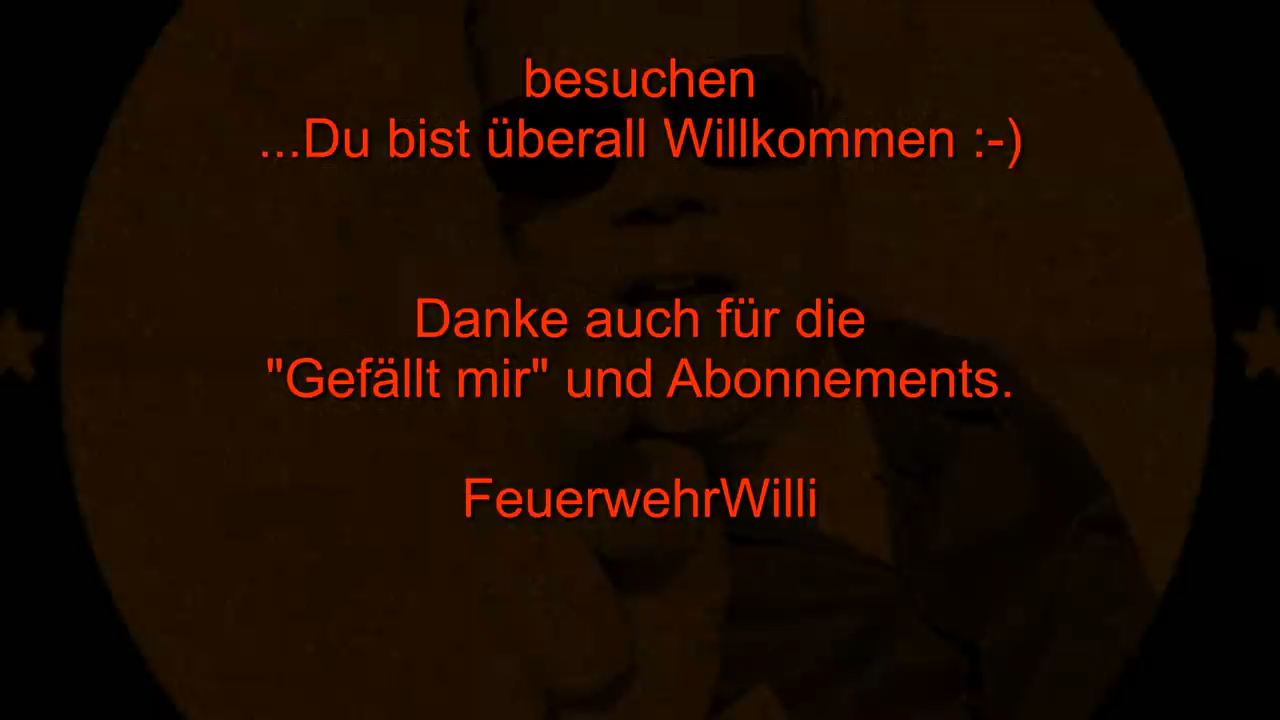 besuchen
...Du bist überall Willkommen :-)
Danke auch für die
"Gefällt mir" und Abonnements.
FeuerwehrWilli